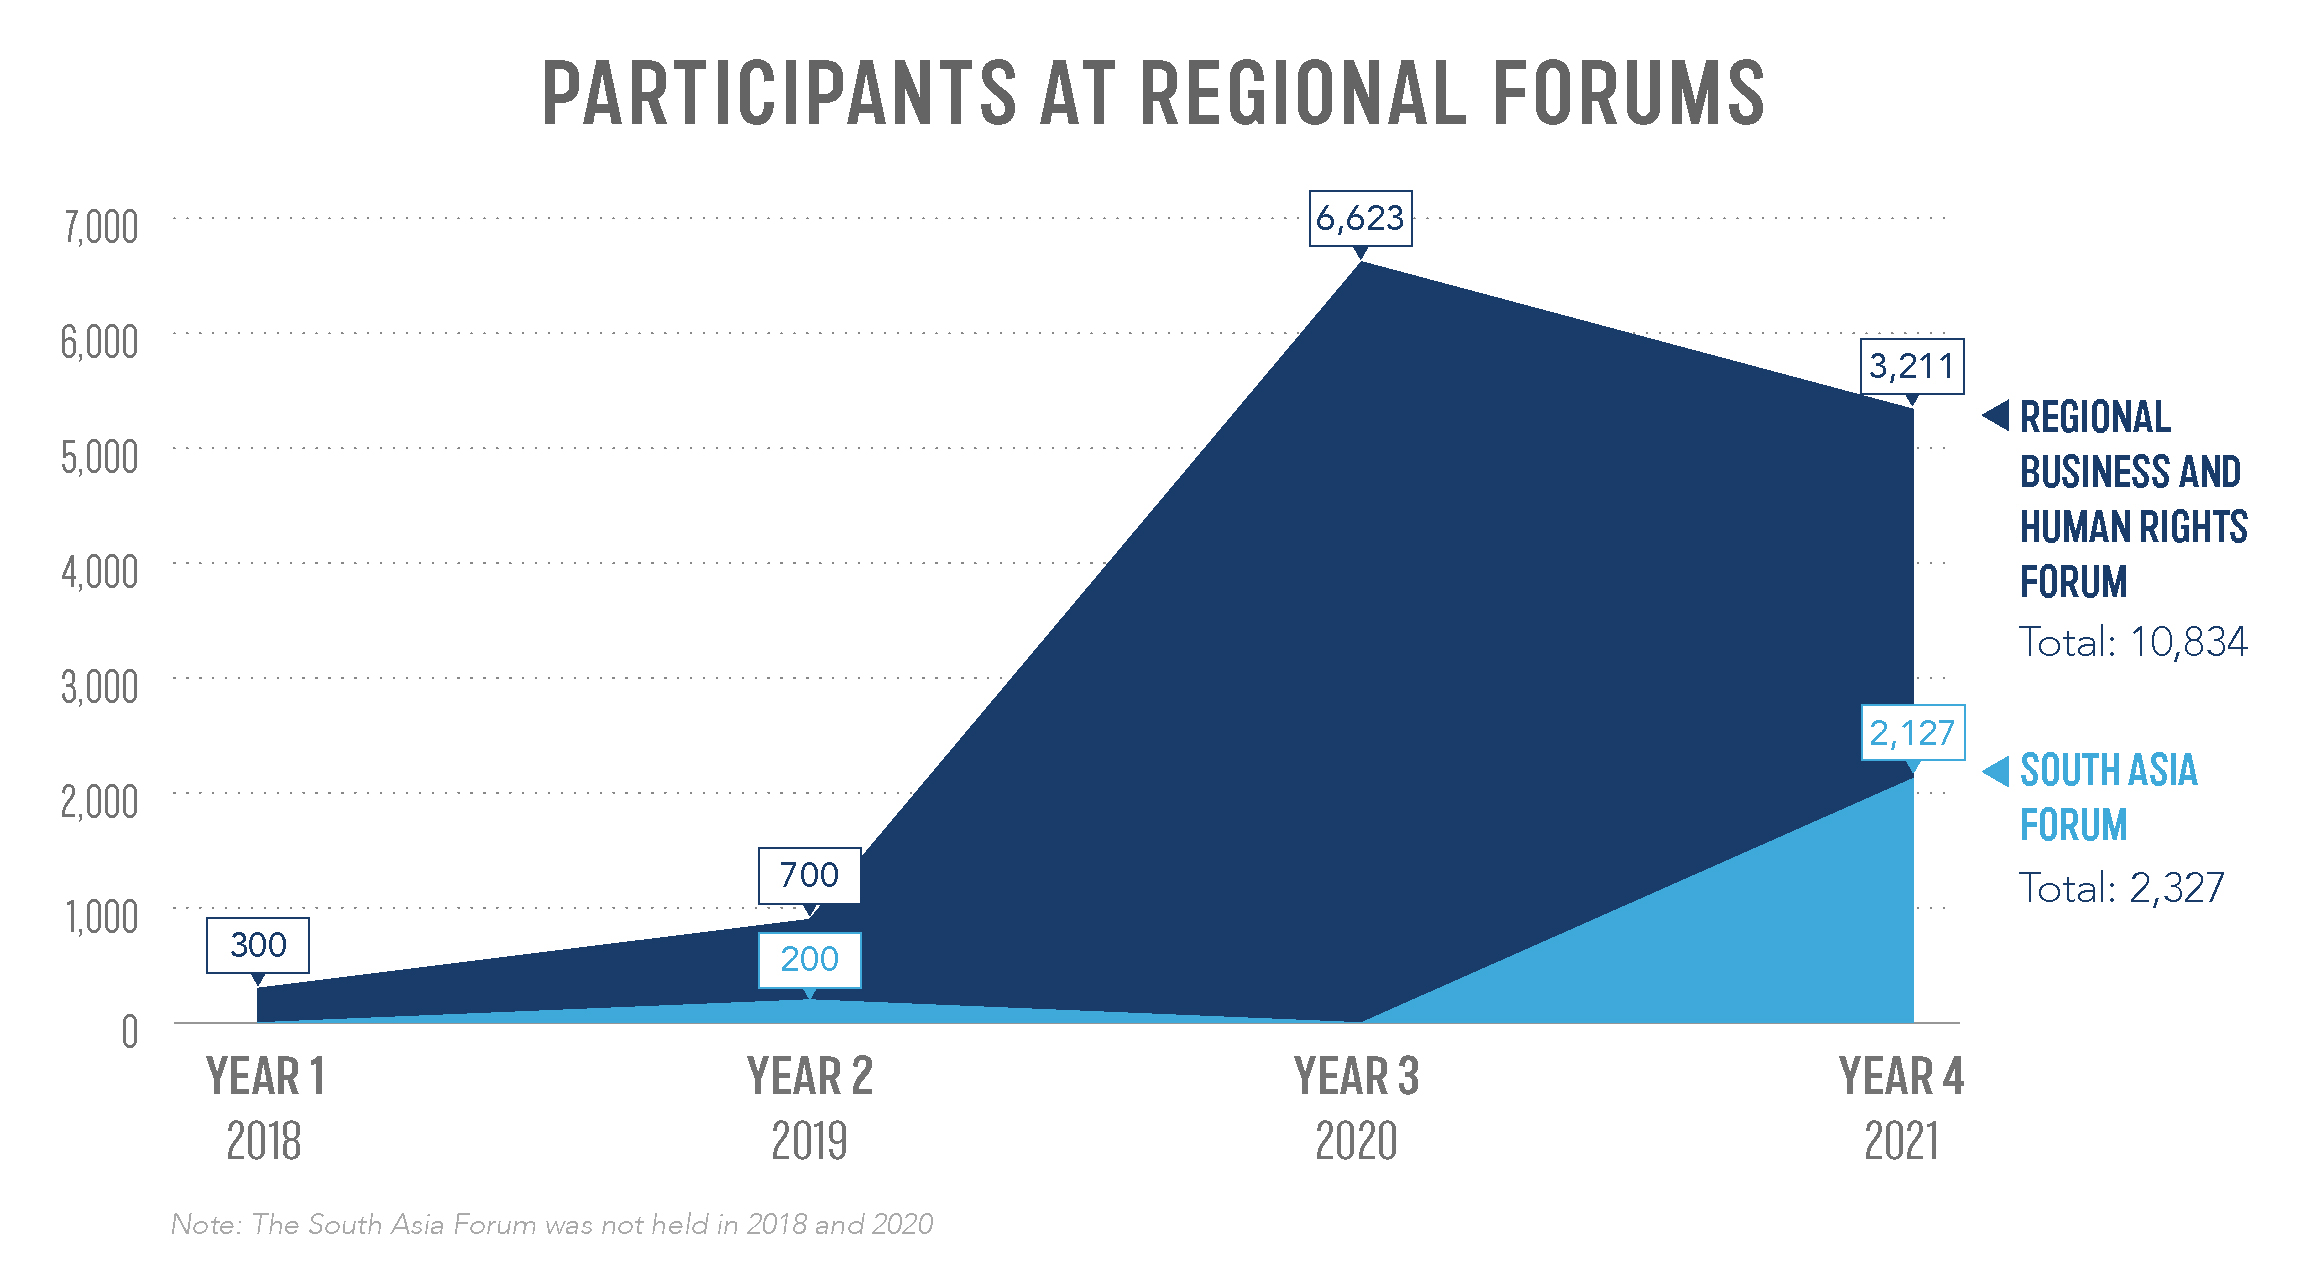 PARTICIPANTS AT REGIONAL FORUMS
7,000
6,000
5,000
4,000
3,000
2,000
1,000
0
300
700
200
6,623
3,211
2,127
REGIONAL
BUSINESS AND
HUMAN RIGHTS
FORUM
Total: 10,834
SOUTH ASIA
FORUM
Total: 2,327
YEAR 1
2018
YEAR 2
2019
YEAR 3
2020
YEAR 4
2021
Note: The South Asia Forum was not held in 2018 and 2020